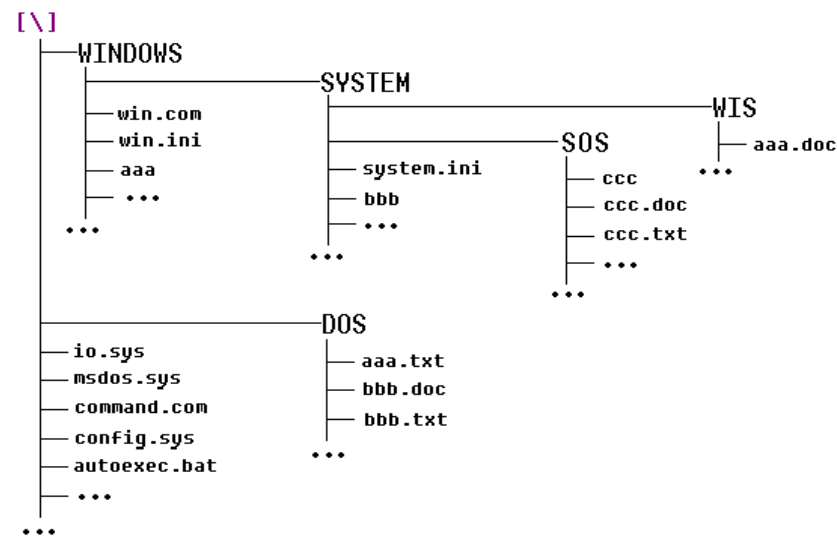 [\]
WINDOWS
SYSTEM
WIS
aaa.doc
SOS
ccc
ccc.doc
ccc.txt
•••
•••
•••
win.com
win.ini
aaa
•••
•••
system.ini
bbb
•••
•••
DOS
aaa.txt
bbb.doc
bbb.txt
•••
io.sys
msdos.sys
command.com
config.sys
autoexec.bat
•••
•••